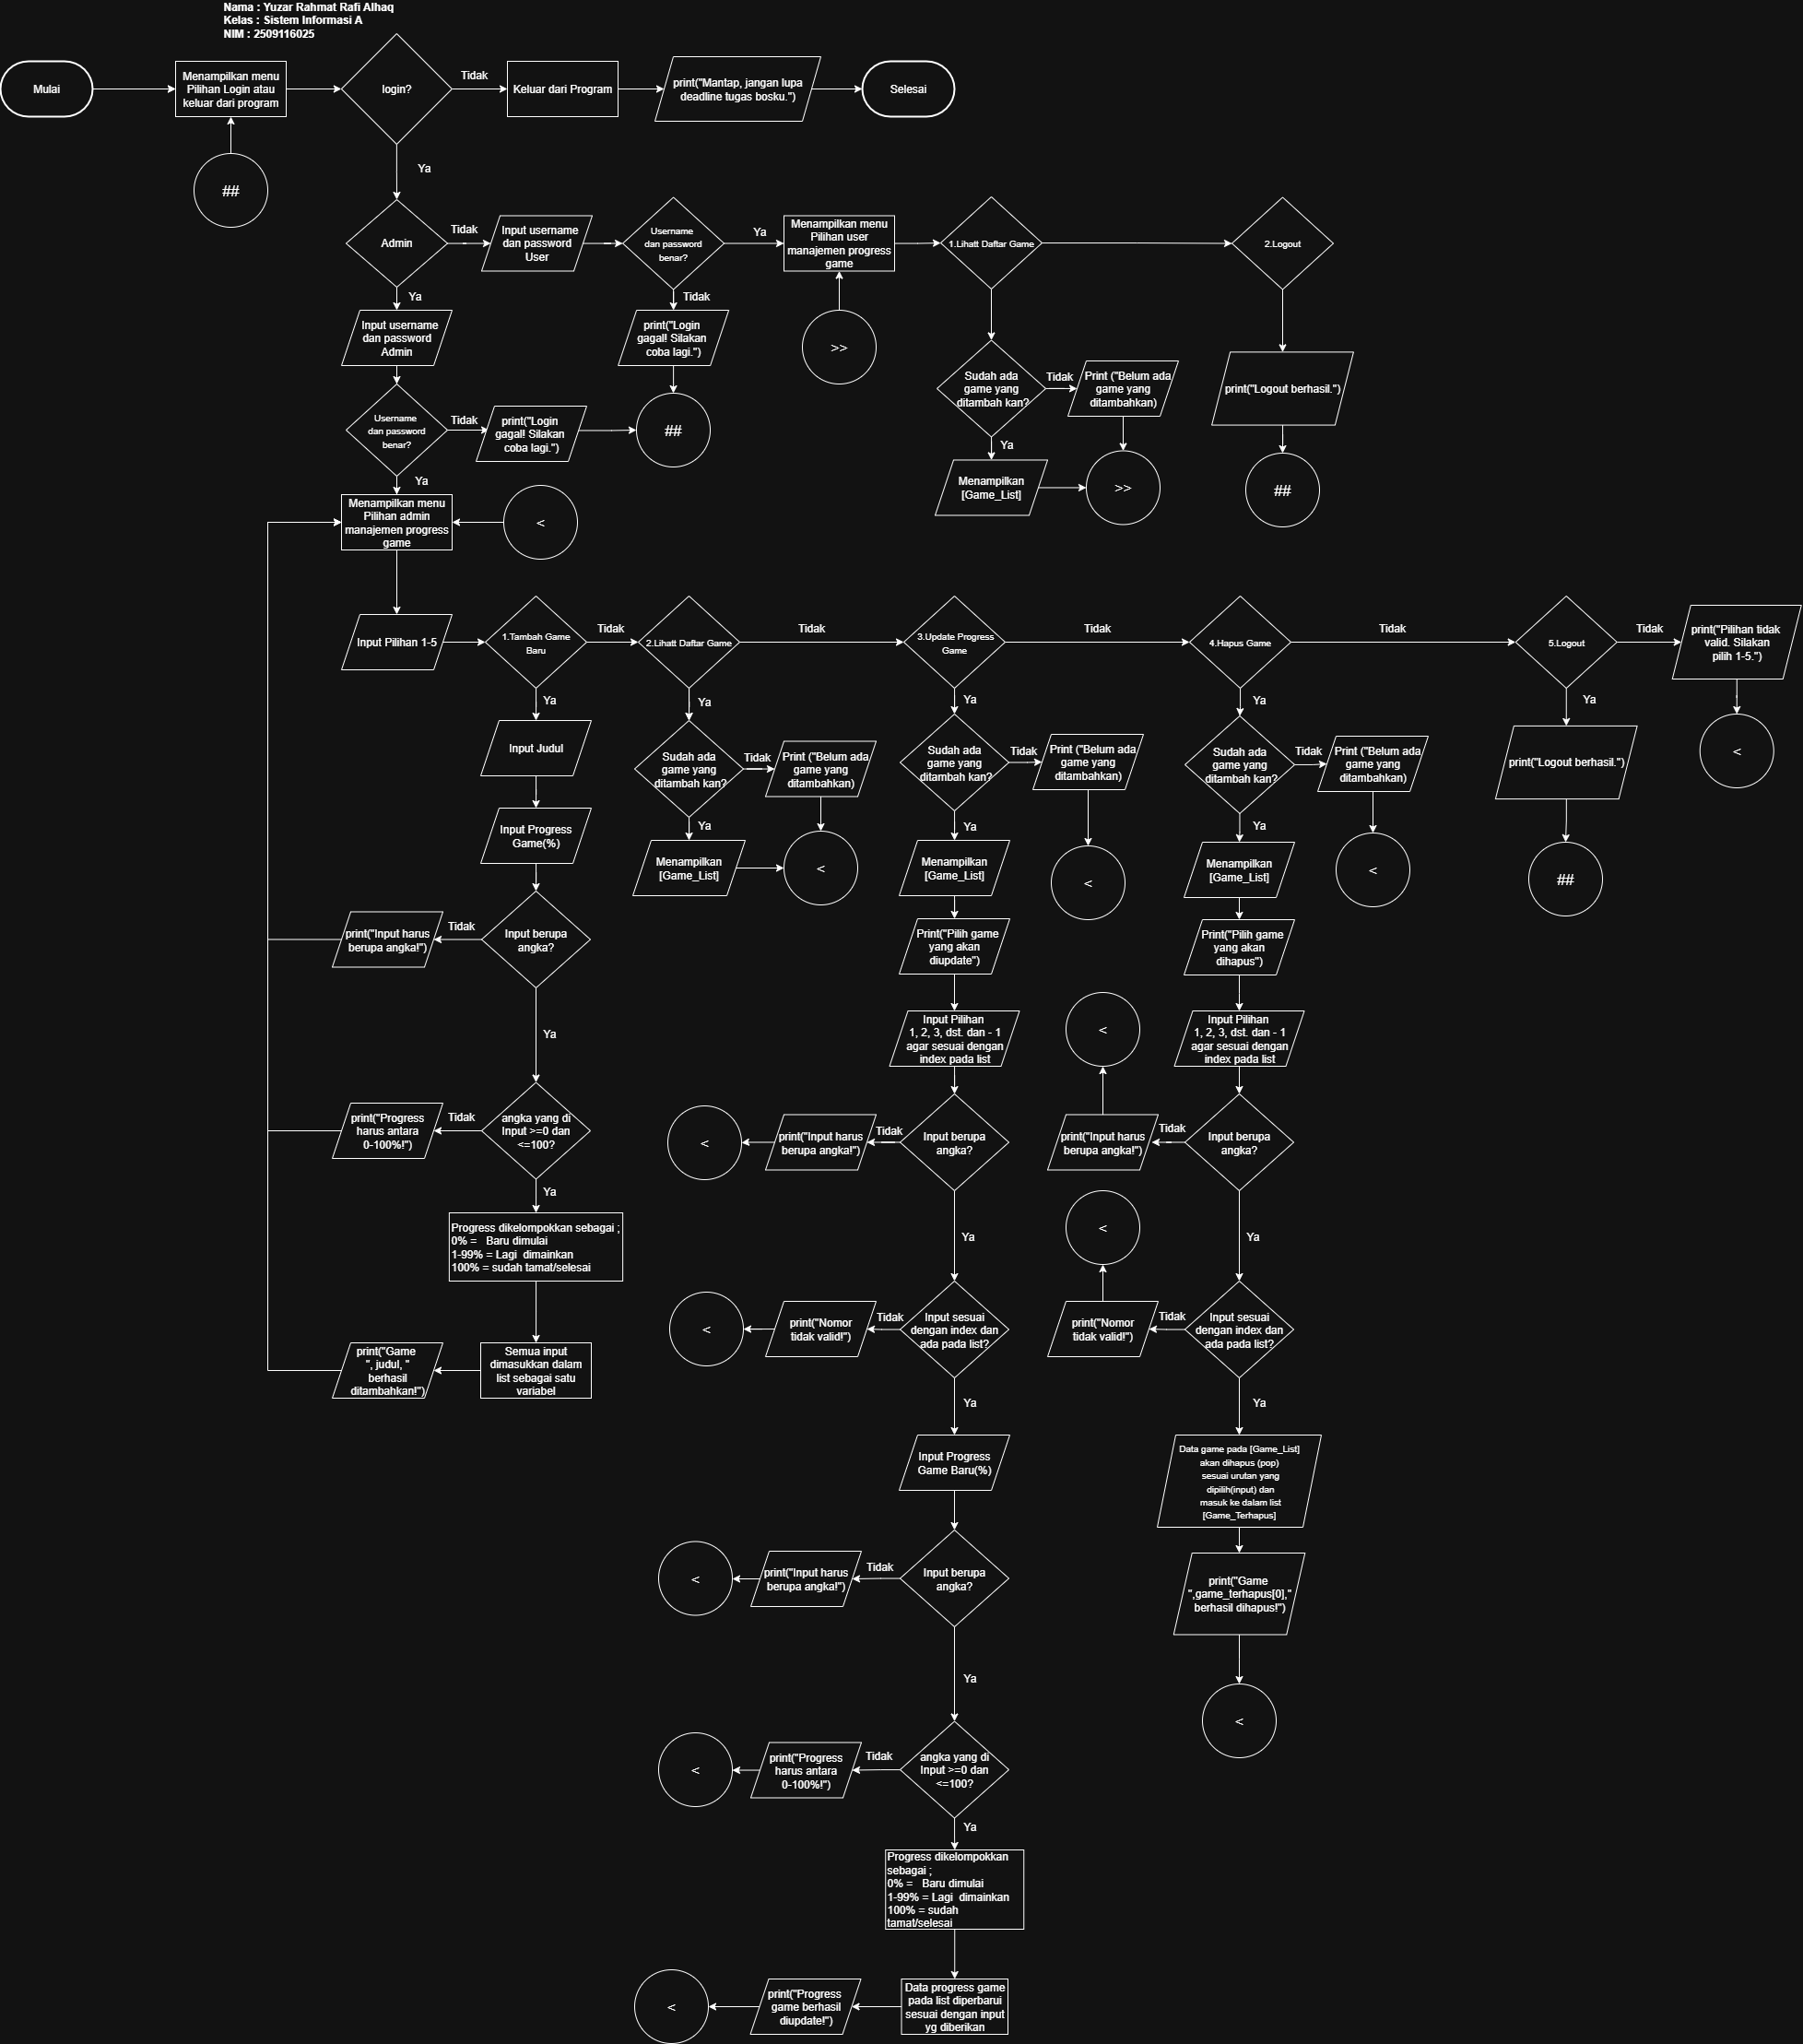 Nama : Yuzar Rahmat Rafi Alhaq
Kelas : Sistem Informasi A
NIM : 2509116025
Mulai
Menampilkan menu
Pilihan Login atau
keluar dari program
login?
Tidak
Keluar dari Program
print("Mantap, jangan lupa
deadline tugas bosku.")
Selesai
##
Ya
Admin
Tidak
Input username
dan password
User
Username
dan password
benar?
Ya
Menampilkan menu
Pilihan user
manajemen progress
game
1.Lihatt Daftar Game
2.Logout
Ya
Input username
dan password
Admin
Tidak
print("Login
gagal! Silakan
coba lagi.")
>>
Sudah ada
game yang
ditambah kan?
Tidak
Print ("Belum ada
game yang
ditambahkan)
print("Logout berhasil.")
Username
dan password
benar?
Tidak
print("Login
gagal! Silakan
coba lagi.")
##
Ya
Menampilkan
[Game_List]
>>
##
Ya
Menampilkan menu
Pilihan admin
manajemen progress
game
<
Input Pilihan 1-5
1.Tambah Game
Baru
Tidak
2.Lihatt Daftar Game
Tidak
3.Update Progress
Game
Tidak
4.Hapus Game
Tidak
5.Logout
Tidak
print("Pilihan tidak
valid. Silakan
pilih 1-5.")
Ya
Ya
Ya
Ya
Ya
<
Input Judul
Sudah ada
game yang
ditambah kan?
Tidak
Print ("Belum ada
game yang
ditambahkan)
Sudah ada
game yang
ditambah kan?
Tidak
Print ("Belum ada
game yang
ditambahkan)
Sudah ada
game yang
ditambah kan?
Tidak
Print ("Belum ada
game yang
ditambahkan)
print("Logout berhasil.")
Input Progress
Game(%)
Ya
Menampilkan
[Game_List]
<
Ya
Menampilkan
[Game_List]
<
Ya
Menampilkan
[Game_List]
<
##
print("Input harus
berupa angka!")
Tidak
Input berupa
angka?
Print("Pilih game
yang akan
diupdate")
Print("Pilih game
yang akan
dihapus")
Ya
Input Pilihan
1, 2, 3, dst. dan - 1
agar sesuai dengan
index pada list
<
Input Pilihan
1, 2, 3, dst. dan - 1
agar sesuai dengan
index pada list
print("Progress
harus antara
0-100%!")
Tidak
angka yang di
Input >=0 dan
<=100?
<
print("Input harus
berupa angka!")
Tidak
Input berupa
angka?
print("Input harus
berupa angka!")
Tidak
Input berupa
angka?
Ya
Progress dikelompokkan sebagai ;
0% =   Baru dimulai
1-99% = Lagi  dimainkan
100% = sudah tamat/selesai
Ya
<
Ya
print("Game
", judul, "
berhasil
ditambahkan!")
Semua input
dimasukkan dalam
list sebagai satu
variabel
<
print("Nomor
tidak valid!")
Tidak
Input sesuai
dengan index dan
ada pada list?
print("Nomor
tidak valid!")
Tidak
Input sesuai
dengan index dan
ada pada list?
Ya
Ya
Input Progress
Game Baru(%)
Data game pada [Game_List]
akan dihapus (pop)
sesuai urutan yang
dipilih(input) dan
masuk ke dalam list
[Game_Terhapus]
<
print("Input harus
berupa angka!")
Tidak
Input berupa
angka?
print("Game
",game_terhapus[0],"
berhasil dihapus!")
Ya
<
<
print("Progress
harus antara
0-100%!")
Tidak
angka yang di
Input >=0 dan
<=100?
Ya
Progress dikelompokkan
sebagai ;
0% =   Baru dimulai
1-99% = Lagi  dimainkan
100% = sudah
tamat/selesai
<
print("Progress
game berhasil
diupdate!")
Data progress game
pada list diperbarui
sesuai dengan input
yg diberikan